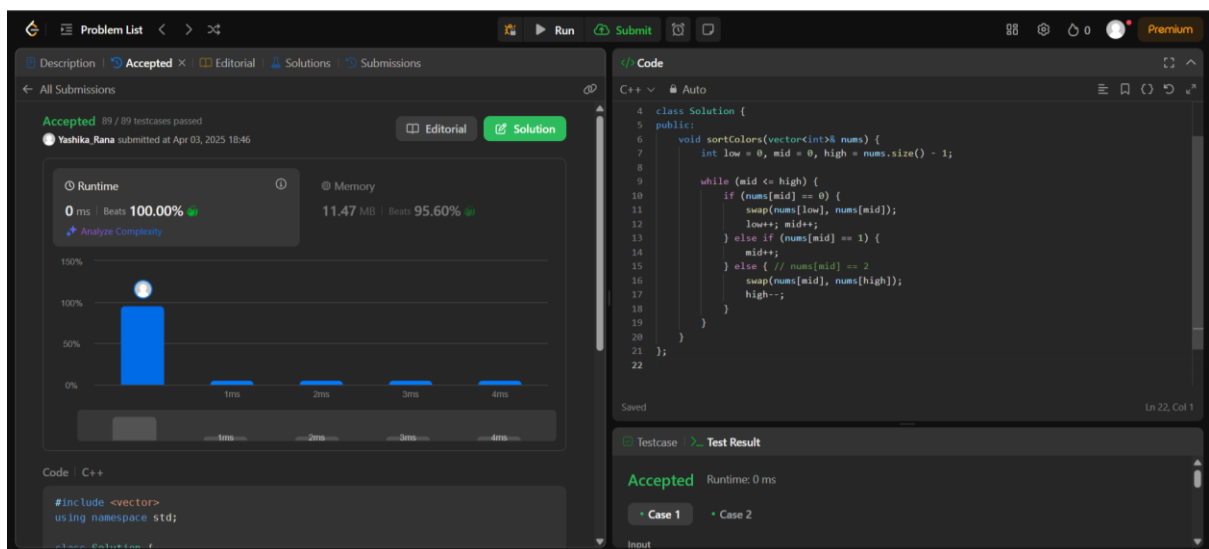 Problem List
Run
Submit
0
Premium
Description
Accepted
Editorial
Solutions
Submissions
All Submissions
Accepted 89 / 89 testcases passed
Yashika_Rana submitted at Apr 03, 2025 18:46
Editorial
Solution
Runtime
0 ms | Beats 100.00%
Analyze Complexity
Memory
11.47 MB | Beats 95.60%
150%
100%
50%
0%
1ms 2ms 3ms 4ms
1ms 2ms 3ms 4ms
Code | C++
#include <vector>
using namespace std;
class Solution {
</>Code
C++ Auto
4 class Solution {
5 public:
6 void sortColors(vector<int>& nums) {
7 int low = 0, mid = 0, high = nums.size() - 1;
8
9 while (mid <= high) {
10 if (nums[mid] == 0) {
11 swap(nums[low], nums[mid]);
12 low++; mid++;
13 } else if (nums[mid] == 1) {
14 mid++;
15 } else { // nums[mid] == 2
16 swap(nums[mid], nums[high]);
17 high--;
18 }
19 }
20 }
21 };
22
Saved
Ln 22, Col 1
Testcase
>_ Test Result
Accepted Runtime: 0 ms
• Case 1 • Case 2
Input